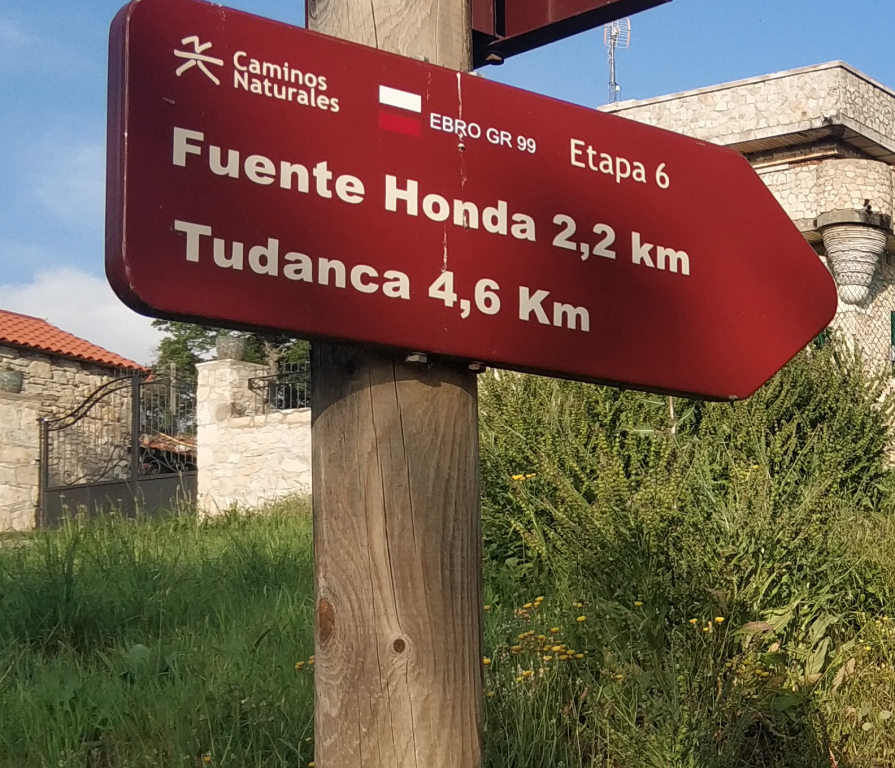 Caminos
Naturales
EBRO GR 99
Etapa 6
Fuente Honda 2,2 km
Tudanca 4,6 Km